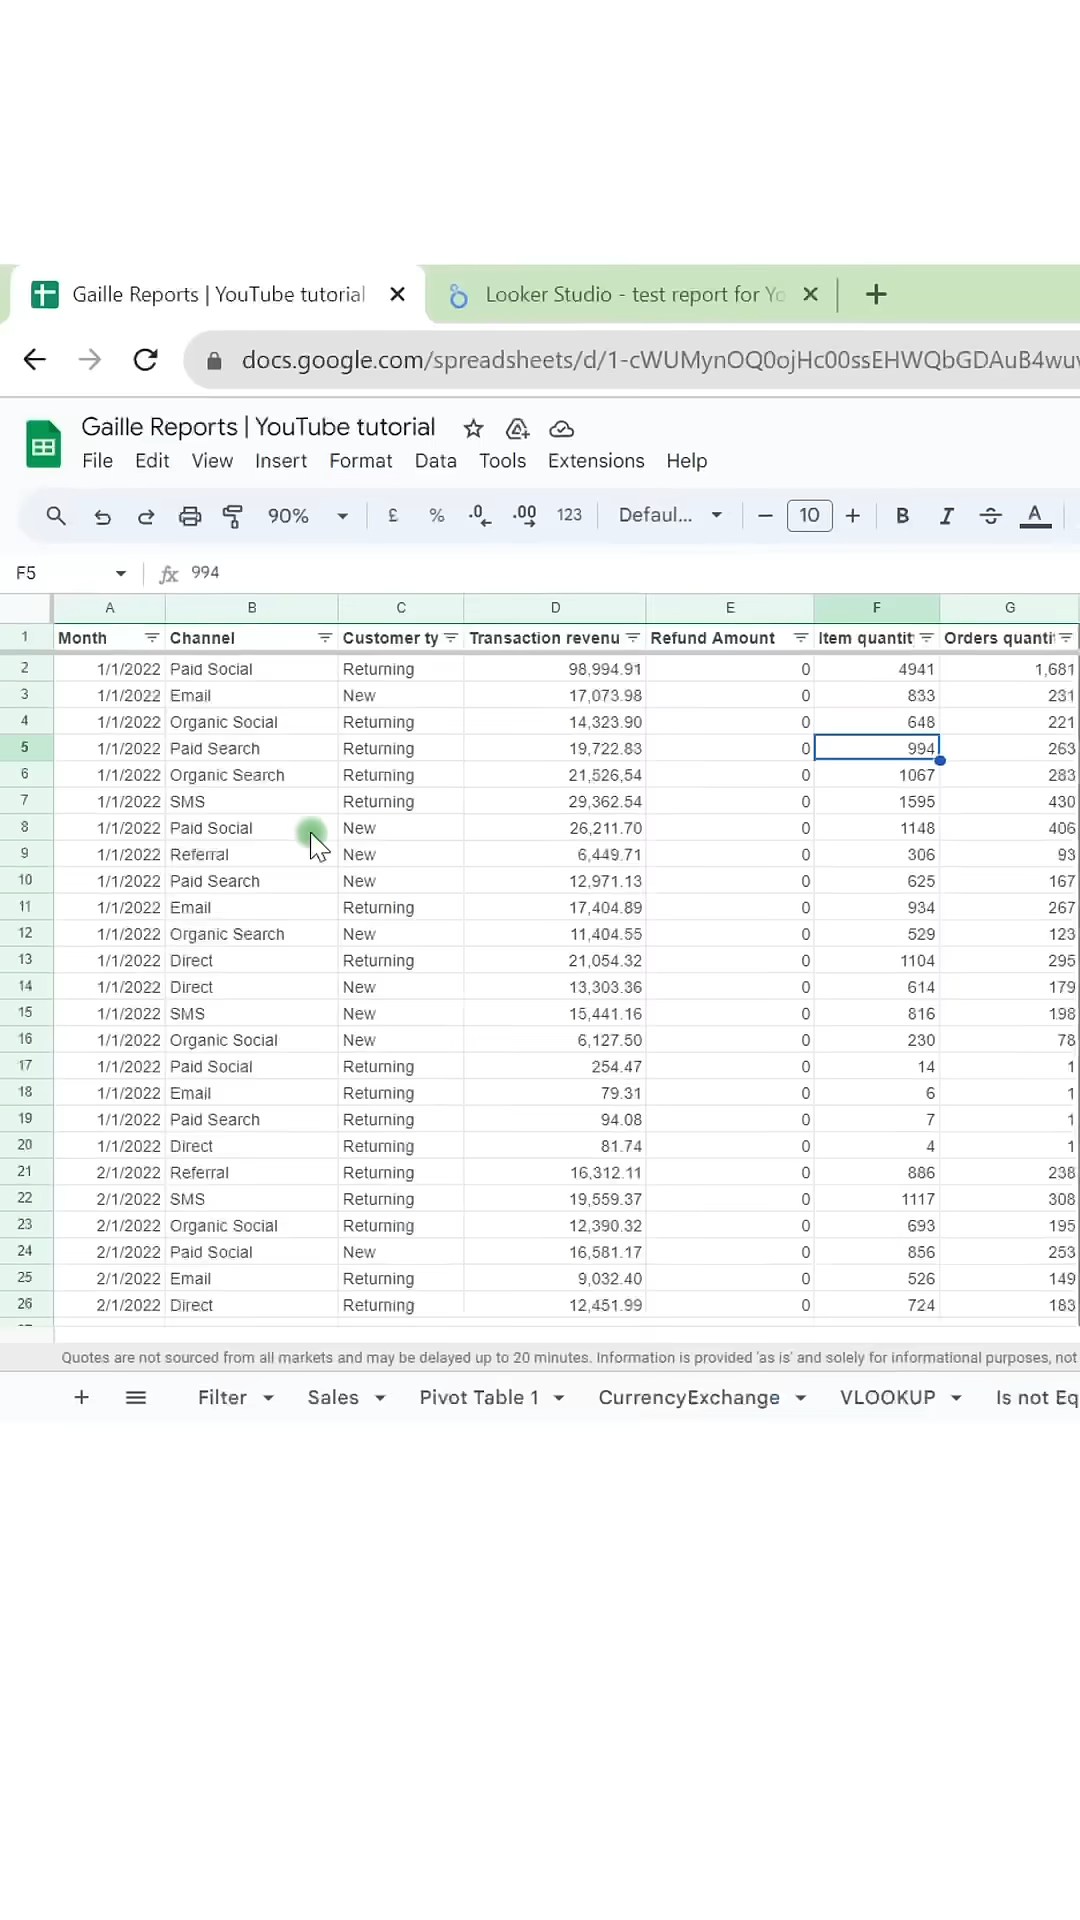 Gaille Reports | YouTube tutorial
Looker Studio - test report for Yo
docs.google.com/spreadsheets/d/1-cWUMynOQ0ojHc00ssEHWQbGDAuB4wuv
Gaille Reports | YouTube tutorial
File Edit View Insert Format Data Tools Extensions Help
90% £ % .0 .00 123 Defaul... − 10 + B I S A
F5 fx 994
A B C D E F G
1 Month Channel Customer ty Transaction revenu Refund Amount Item quantit Orders quanti
2 1/1/2022 Paid Social Returning 98,994.91 0 4941 1,681
3 1/1/2022 Email New 17,073.98 0 833 231
4 1/1/2022 Organic Social Returning 14,323.90 0 648 221
5 1/1/2022 Paid Search Returning 19,722.83 0 994 263
6 1/1/2022 Organic Search Returning 21,526.54 0 1067 283
7 1/1/2022 SMS Returning 29,362.54 0 1595 430
8 1/1/2022 Paid Social New 26,211.70 0 1148 406
9 1/1/2022 Referral New 6,449.71 0 306 93
10 1/1/2022 Paid Search New 12,971.13 0 625 167
11 1/1/2022 Email Returning 17,404.89 0 934 267
12 1/1/2022 Organic Search New 11,404.55 0 529 123
13 1/1/2022 Direct Returning 21,054.32 0 1104 295
14 1/1/2022 Direct New 13,303.36 0 614 179
15 1/1/2022 SMS New 15,441.16 0 816 198
16 1/1/2022 Organic Social New 6,127.50 0 230 78
17 1/1/2022 Paid Social Returning 254.47 0 14 1
18 1/1/2022 Email Returning 79.31 0 6 1
19 1/1/2022 Paid Search Returning 94.08 0 7 1
20 1/1/2022 Direct Returning 81.74 0 4 1
21 2/1/2022 Referral Returning 16,312.11 0 886 238
22 2/1/2022 SMS Returning 19,559.37 0 1117 308
23 2/1/2022 Organic Social Returning 12,390.32 0 693 195
24 2/1/2022 Paid Social New 16,581.17 0 856 253
25 2/1/2022 Email Returning 9,032.40 0 526 149
26 2/1/2022 Direct Returning 12,451.99 0 724 183
Quotes are not sourced from all markets and may be delayed up to 20 minutes. Information is provided 'as is' and solely for informational purposes, not
Filter Sales Pivot Table 1 CurrencyExchange VLOOKUP Is not Eq